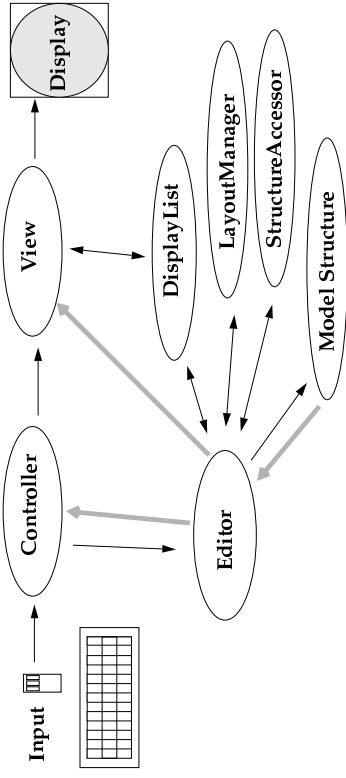 Input
Controller
View
Display
Editor
DisplayList
LayoutManager
StructureAccessor
Model Structure